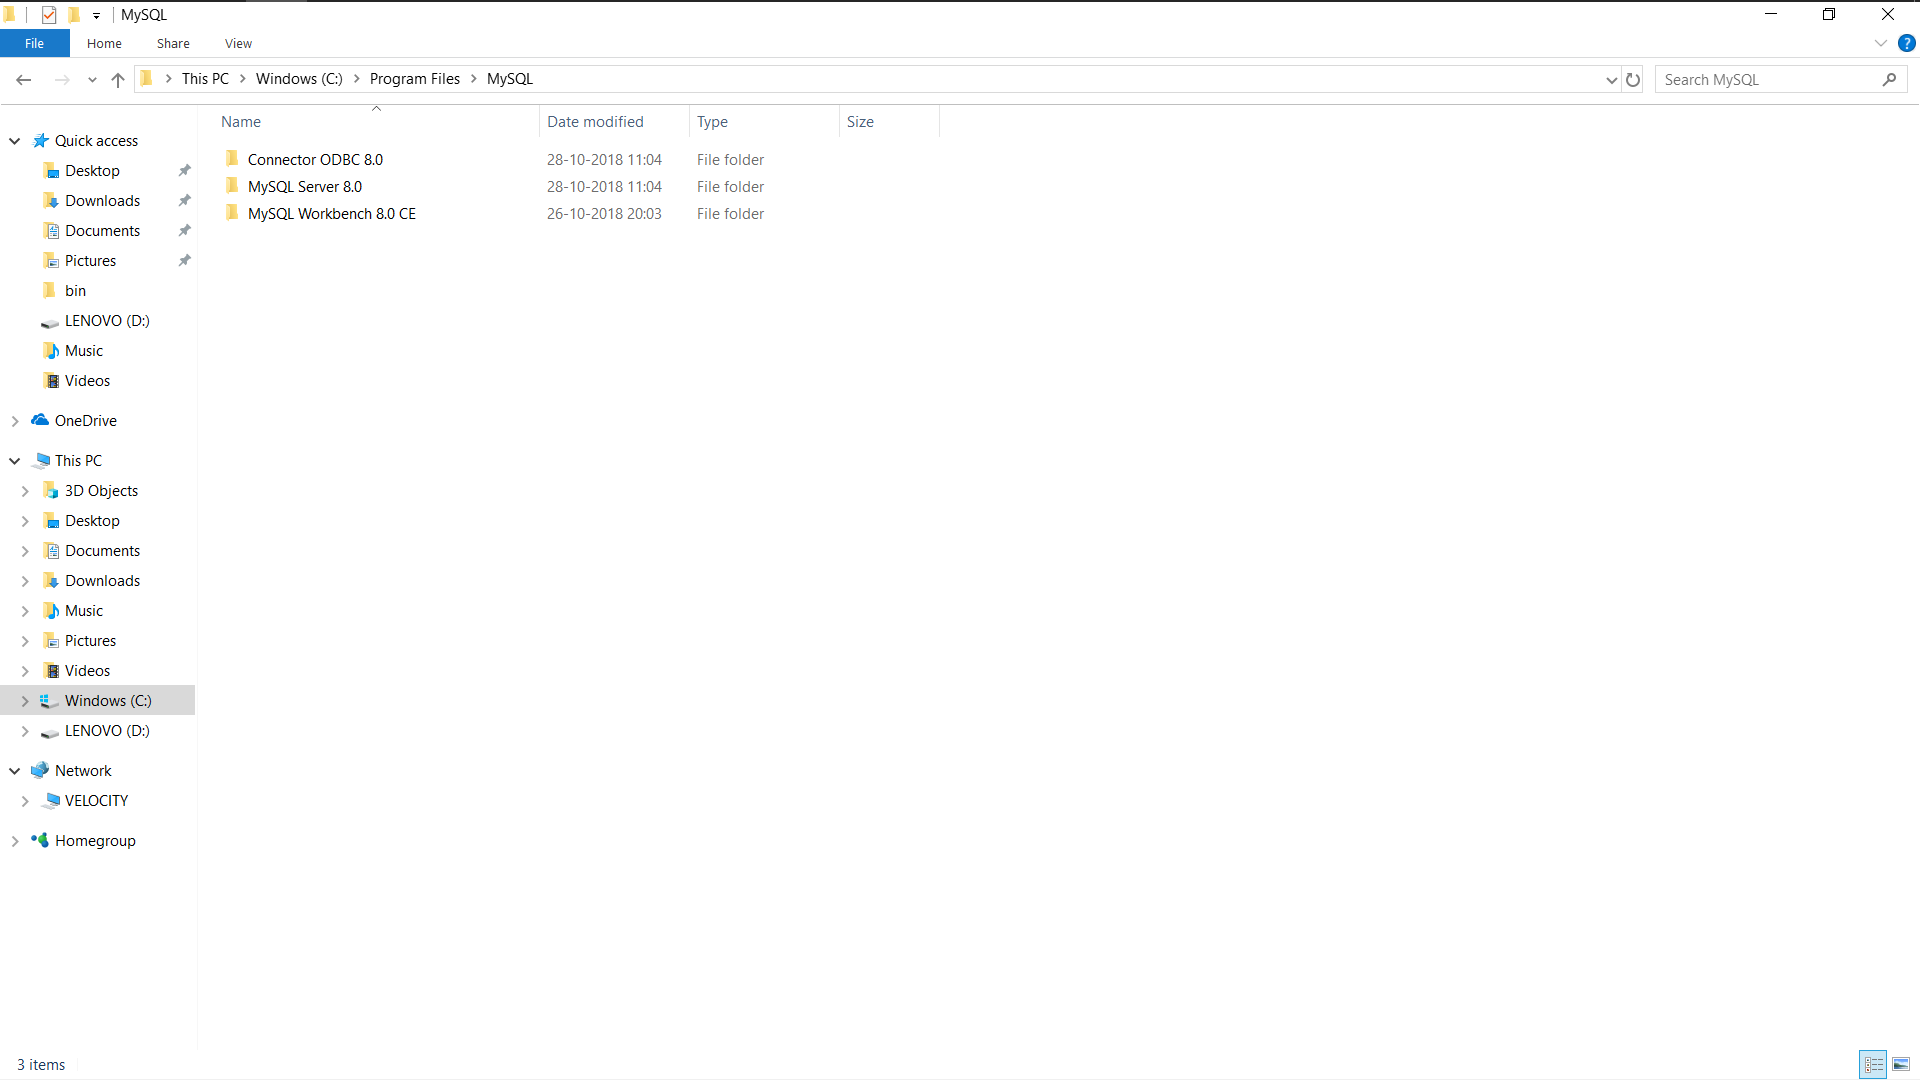 MySQL
File Home Share View
This PC Windows (C:) Program Files MySQL
Search MySQL
Name Date modified Type Size
Connector ODBC 8.0 28-10-2018 11:04 File folder
MySQL Server 8.0 28-10-2018 11:04 File folder
MySQL Workbench 8.0 CE 26-10-2018 20:03 File folder
Quick access
Desktop
Downloads
Documents
Pictures
bin
LENOVO (D:)
Music
Videos
OneDrive
This PC
3D Objects
Desktop
Documents
Downloads
Music
Pictures
Videos
Windows (C:)
LENOVO (D:)
Network
VELOCITY
Homegroup
3 items